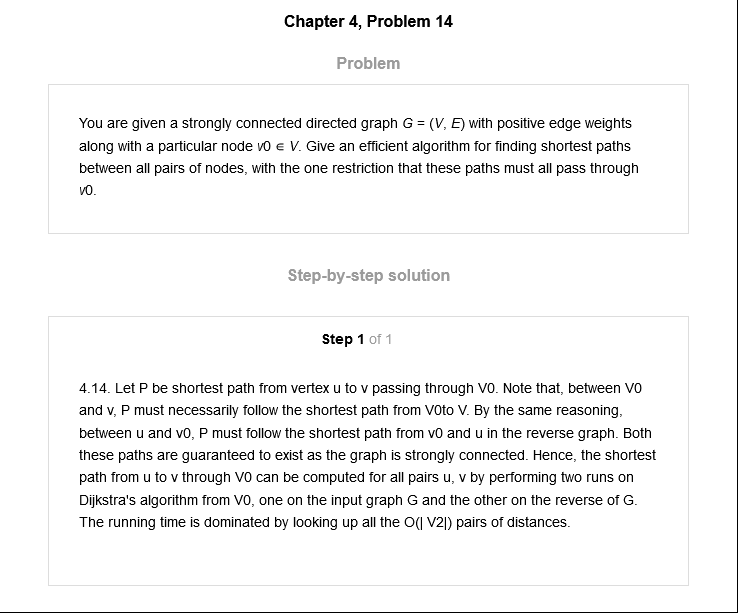 Chapter 4, Problem 14
Problem
You are given a strongly connected directed graph G = (V, E) with positive edge weights
along with a particular node v0 ∈ V. Give an efficient algorithm for finding shortest paths
between all pairs of nodes, with the one restriction that these paths must all pass through
v0.
Step-by-step solution
Step 1 of 1
4.14. Let P be shortest path from vertex u to v passing through V0. Note that, between V0
and v, P must necessarily follow the shortest path from V0to V. By the same reasoning,
between u and v0, P must follow the shortest path from v0 and u in the reverse graph. Both
these paths are guaranteed to exist as the graph is strongly connected. Hence, the shortest
path from u to v through V0 can be computed for all pairs u, v by performing two runs on
Dijkstra's algorithm from V0, one on the input graph G and the other on the reverse of G.
The running time is dominated by looking up all the O(| V2|) pairs of distances.